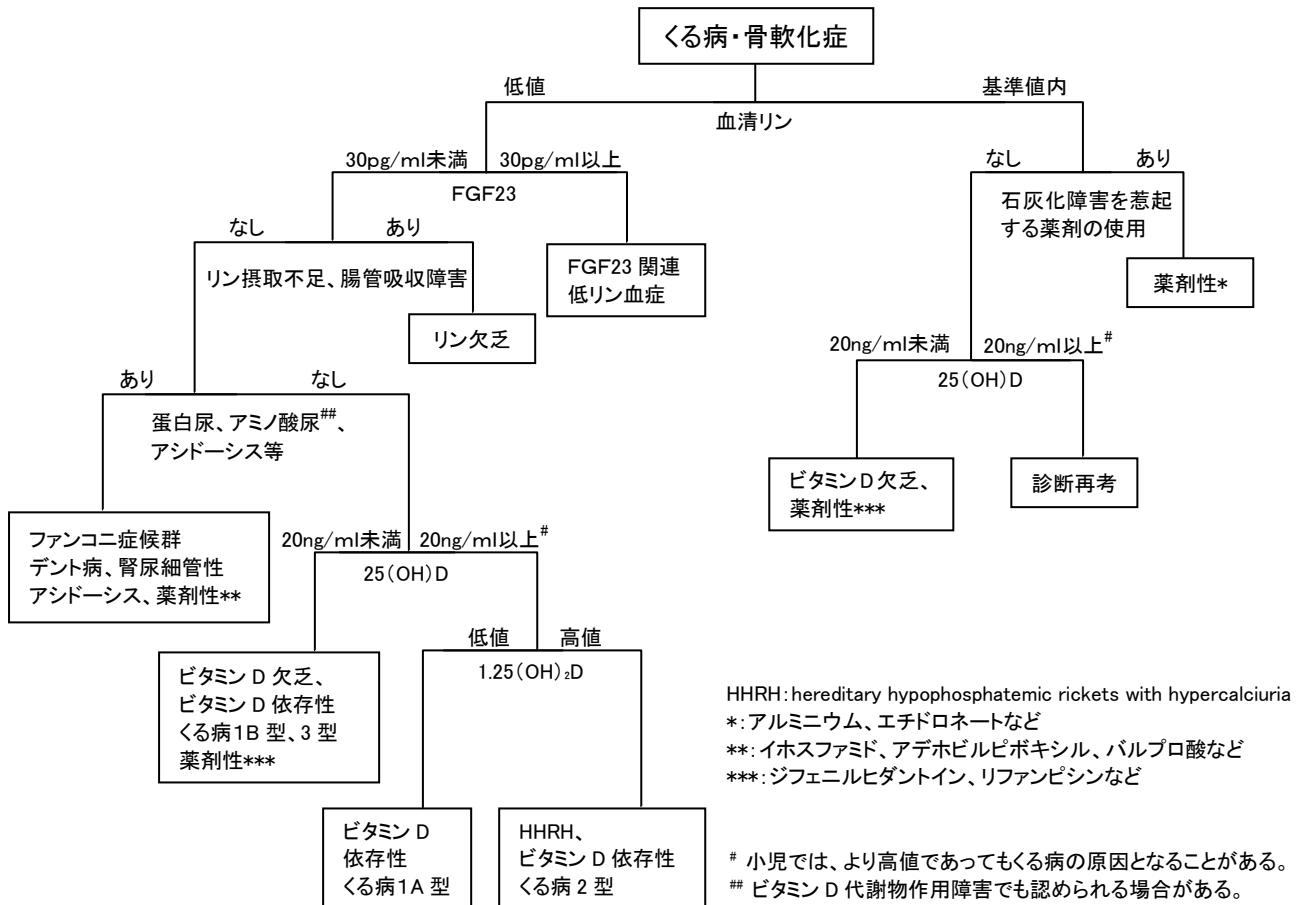 くる病・骨軟化症
低値
基準値内
血清リン
30pg/ml未満
30pg/ml以上
FGF23
なし
あり
石灰化障害を惹起
する薬剤の使用
なし
あり
リン摂取不足、腸管吸収障害
FGF23 関連
低リン血症
薬剤性*
リン欠乏
20ng/ml未満
20ng/ml以上#
25(OH)D
あり
なし
蛋白尿、アミノ酸尿##、
アシドーシス等
ビタミンD 欠乏、
薬剤性***
診断再考
ファンコニ症候群
デント病、腎尿細管性
アシドーシス、薬剤性**
20ng/ml未満
20ng/ml以上#
25(OH)D
低値
高値
1.25(OH)₂D
ビタミン D 欠乏、
ビタミン D 依存性
くる病1B 型、3 型
薬剤性***
ビタミン D
依存性
くる病1A 型
HHRH、
ビタミン D 依存性
くる病 2 型
HHRH:hereditary hypophosphatemic rickets with hypercalciuria
*:アルミニウム、エチドロネートなど
**:イホスファミド、アデホビルピボキシル、バルプロ酸など
***:ジフェニルヒダントイン、リファンピシンなど
# 小児では、より高値であってもくる病の原因となることがある。
## ビタミン D 代謝物作用障害でも認められる場合がある。